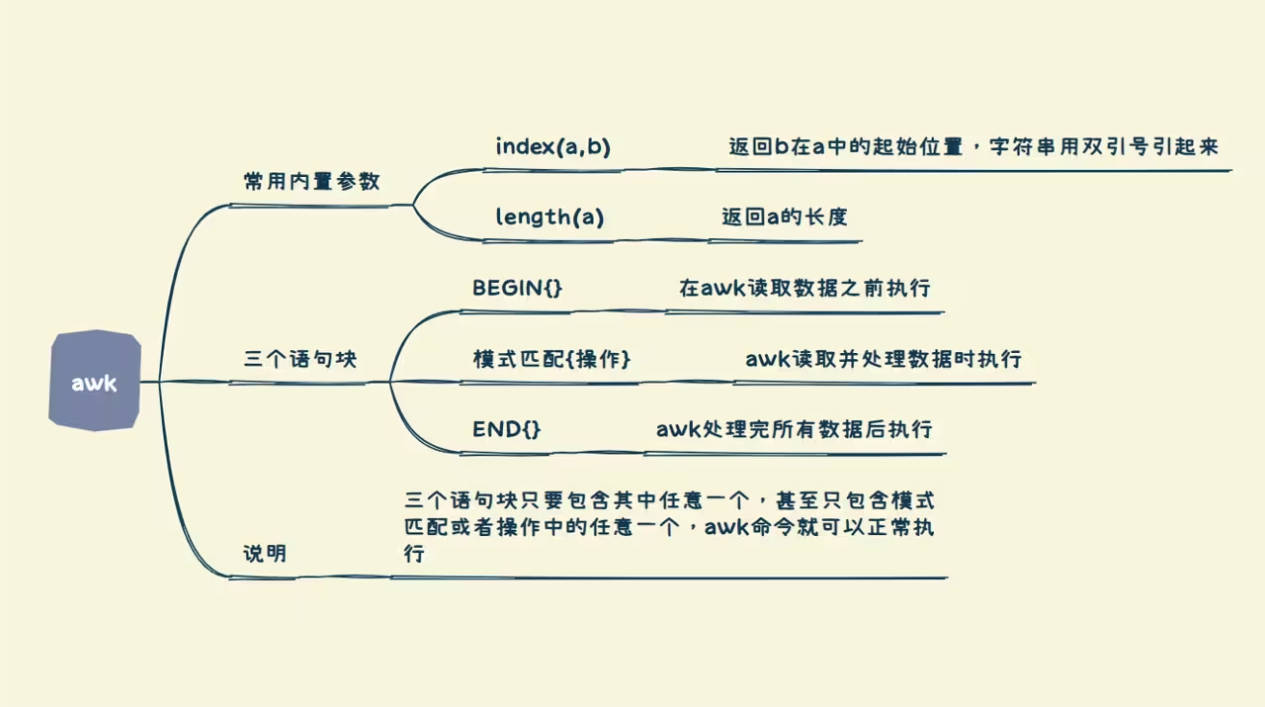 awk
常用内置参数
index(a,b)
返回b在a中的起始位置，字符串用双引号引起来
length(a)
返回a的长度
三个语句块
BEGIN{}
在awk读取数据之前执行
模式匹配{操作}
awk读取并处理数据时执行
END{}
awk处理完所有数据后执行
说明
三个语句块只要包含其中任意一个，甚至只包含模式
匹配或者操作中的任意一个，awk命令就可以正常执
行